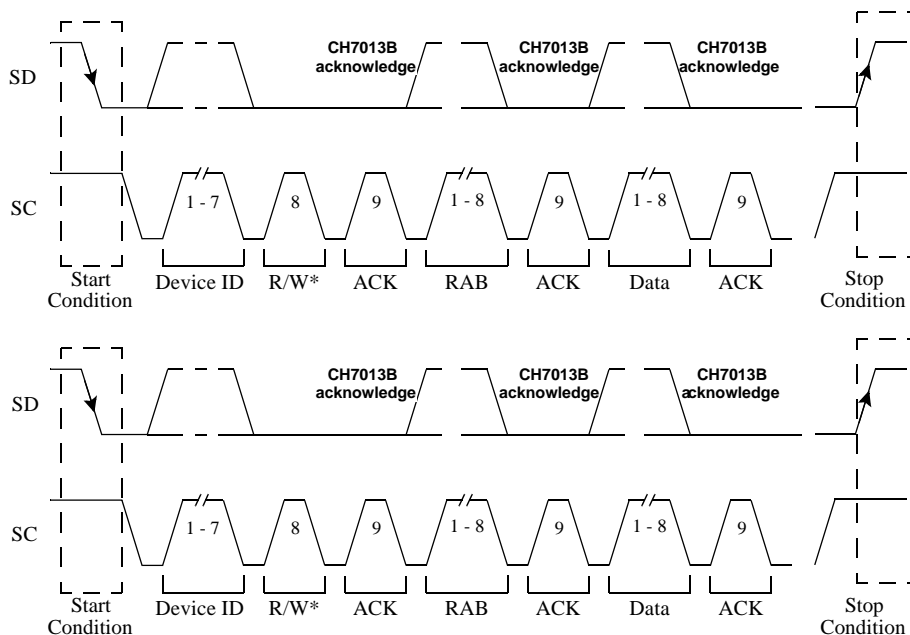 CH7013B CH7013B CH7013B
acknowledge acknowledge acknowledge
SD
SC
1 - 7 8 9 1 - 8 9 1 - 8 9
Device ID R/W* ACK RAB ACK Data ACK
Start Stop
Condition Condition
CH7013B CH7013B CH7013B
acknowledge acknowledge acknowledge
SD
SC
1 - 7 8 9 1 - 8 9 1 - 8 9
Device ID R/W* ACK RAB ACK Data ACK
Start Stop
Condition Condition